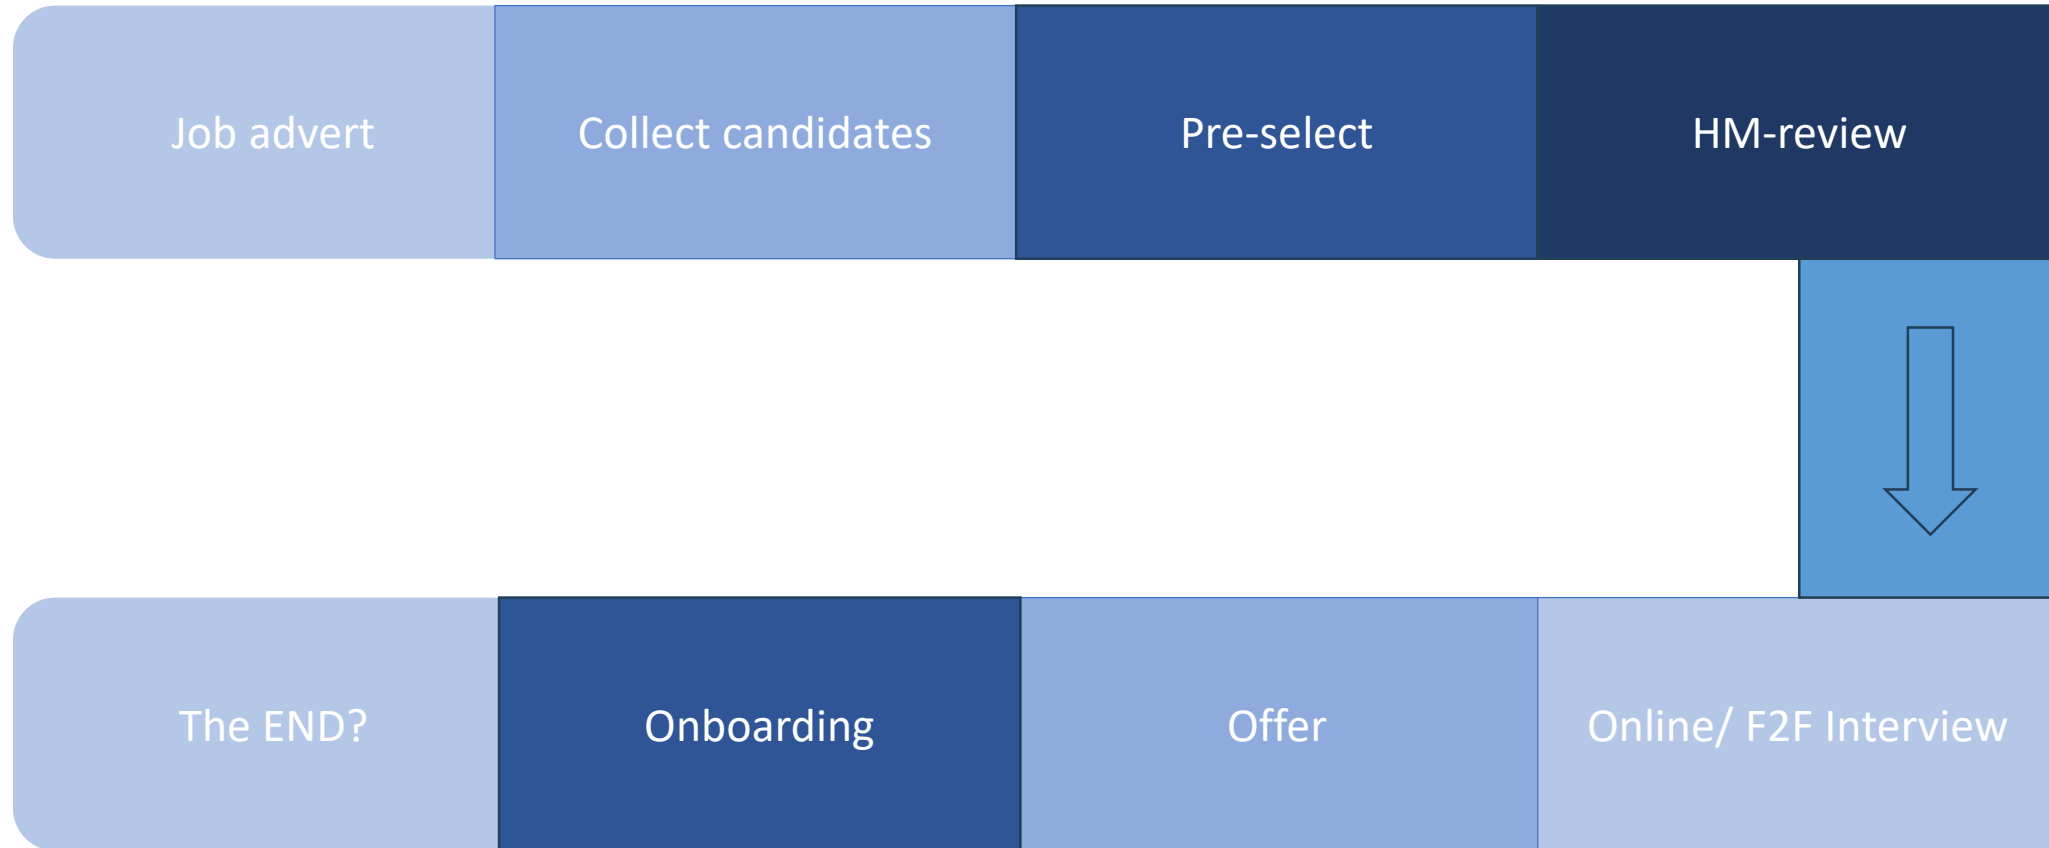 Job advert
Collect candidates
Pre-select
HM-review
The END?
Onboarding
Offer
Online/ F2F Interview